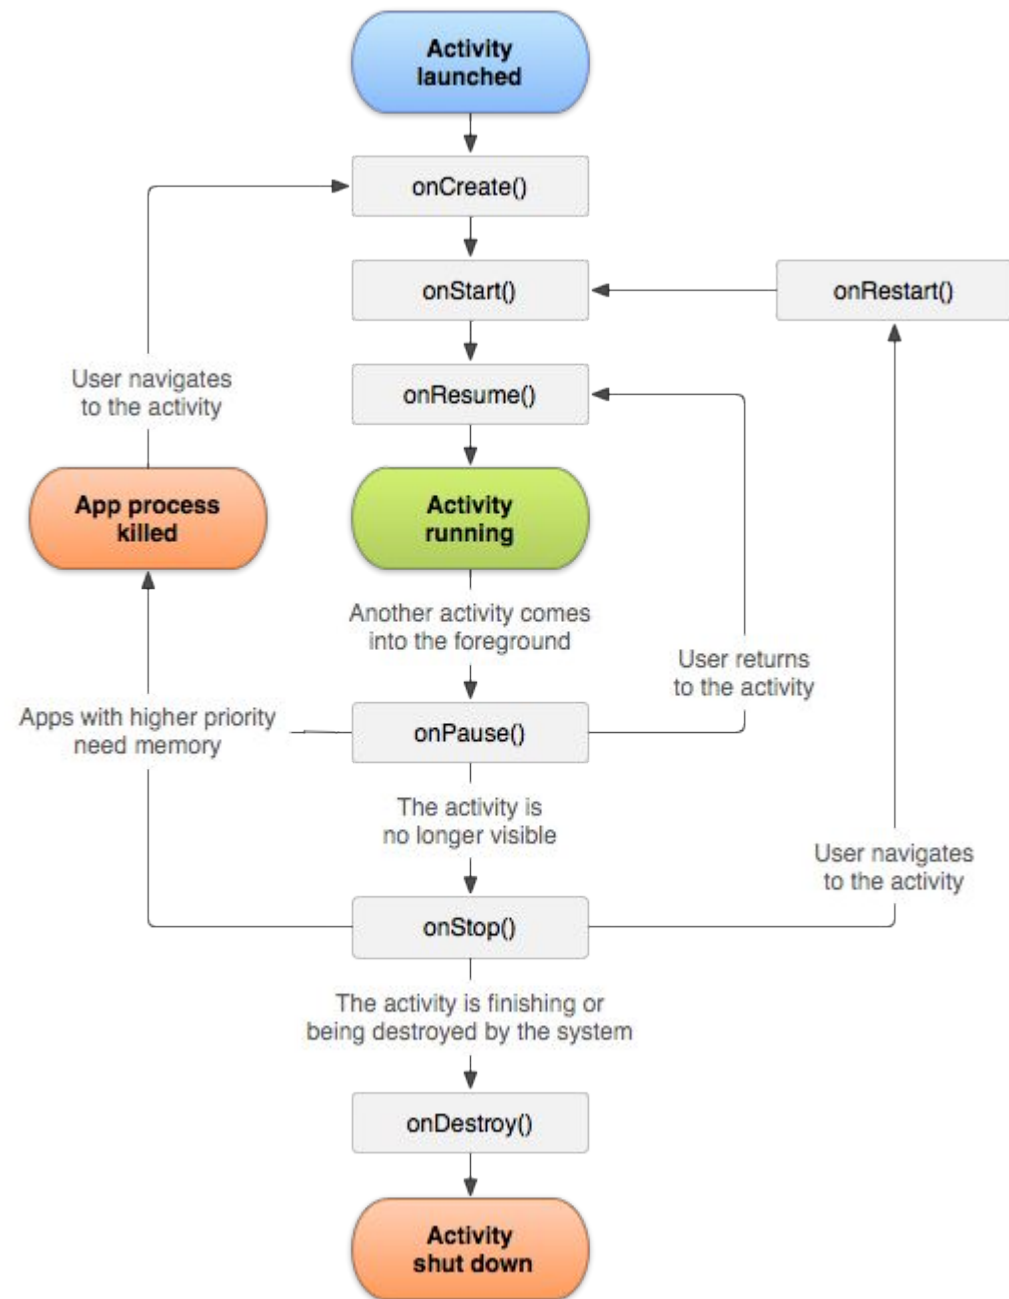 Activity
launched
onCreate()
onStart()
onRestart()
User navigates
to the activity
onResume()
App process
killed
Activity
running
Another activity comes
into the foreground
User returns
to the activity
Apps with higher priority
need memory
onPause()
The activity is
no longer visible
User navigates
to the activity
onStop()
The activity is finishing or
being destroyed by the system
onDestroy()
Activity
shut down